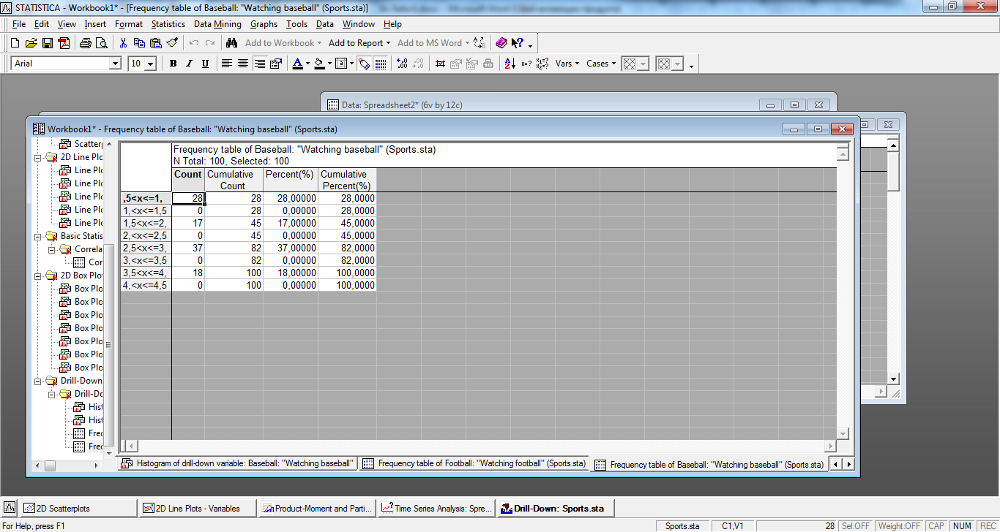 STATISTICA - Workbook1* - [Frequency table of Baseball: "Watching baseball" (Sports.sta)]
File Edit View Insert Format Statistics Data Mining Graphs Tools Data Window Help
Add to Workbook Add to Report Add to MS Word
Arial 10 B I U Vars Cases
Data: Spreadsheet2* (6v by 12c)
Workbook1* - Frequency table of Baseball: "Watching baseball" (Sports.sta)
Scatterp
2D Line Plo
Line Plo
Line Plo
Line Plo
Line Plo
Line Plo
Basic Statis
Correla
Cor
2D Box Plot
Box Plo
Box Plo
Box Plo
Box Plo
Box Plo
Box Plo
Box Plo
Drill-Down
Drill-Do
Hist
Hist
Fred
Fred
Frequency table of Baseball: "Watching baseball" (Sports.sta)
N Total: 100, Selected: 100
Count Cumulative Count Percent(%) Cumulative Percent(%)
,5<x<=1, 28 28 28,00000 28,0000
1,<x<=1,5 0 28 0,00000 28,0000
1,5<x<=2, 17 45 17,00000 45,0000
2,<x<=2,5 0 45 0,00000 45,0000
2,5<x<=3, 37 82 37,00000 82,0000
3,<x<=3,5 0 82 0,00000 82,0000
3,5<x<=4, 18 100 18,00000 100,0000
4,<x<=4,5 0 100 0,00000 100,0000
Histogram of drill-down variable: Baseball: "Watching baseball" Frequency table of Football: "Watching football" (Sports.sta) Frequency table of Baseball: "Watching baseball" (Sports.sta)
2D Scatterplots 2D Line Plots - Variables Product-Moment and Parti... Time Series Analysis: Spre... Drill-Down: Sports.sta
For Help, press F1 Sports.sta C1,V1 28 Sel:OFF Weight:OFF CAP NUM REC